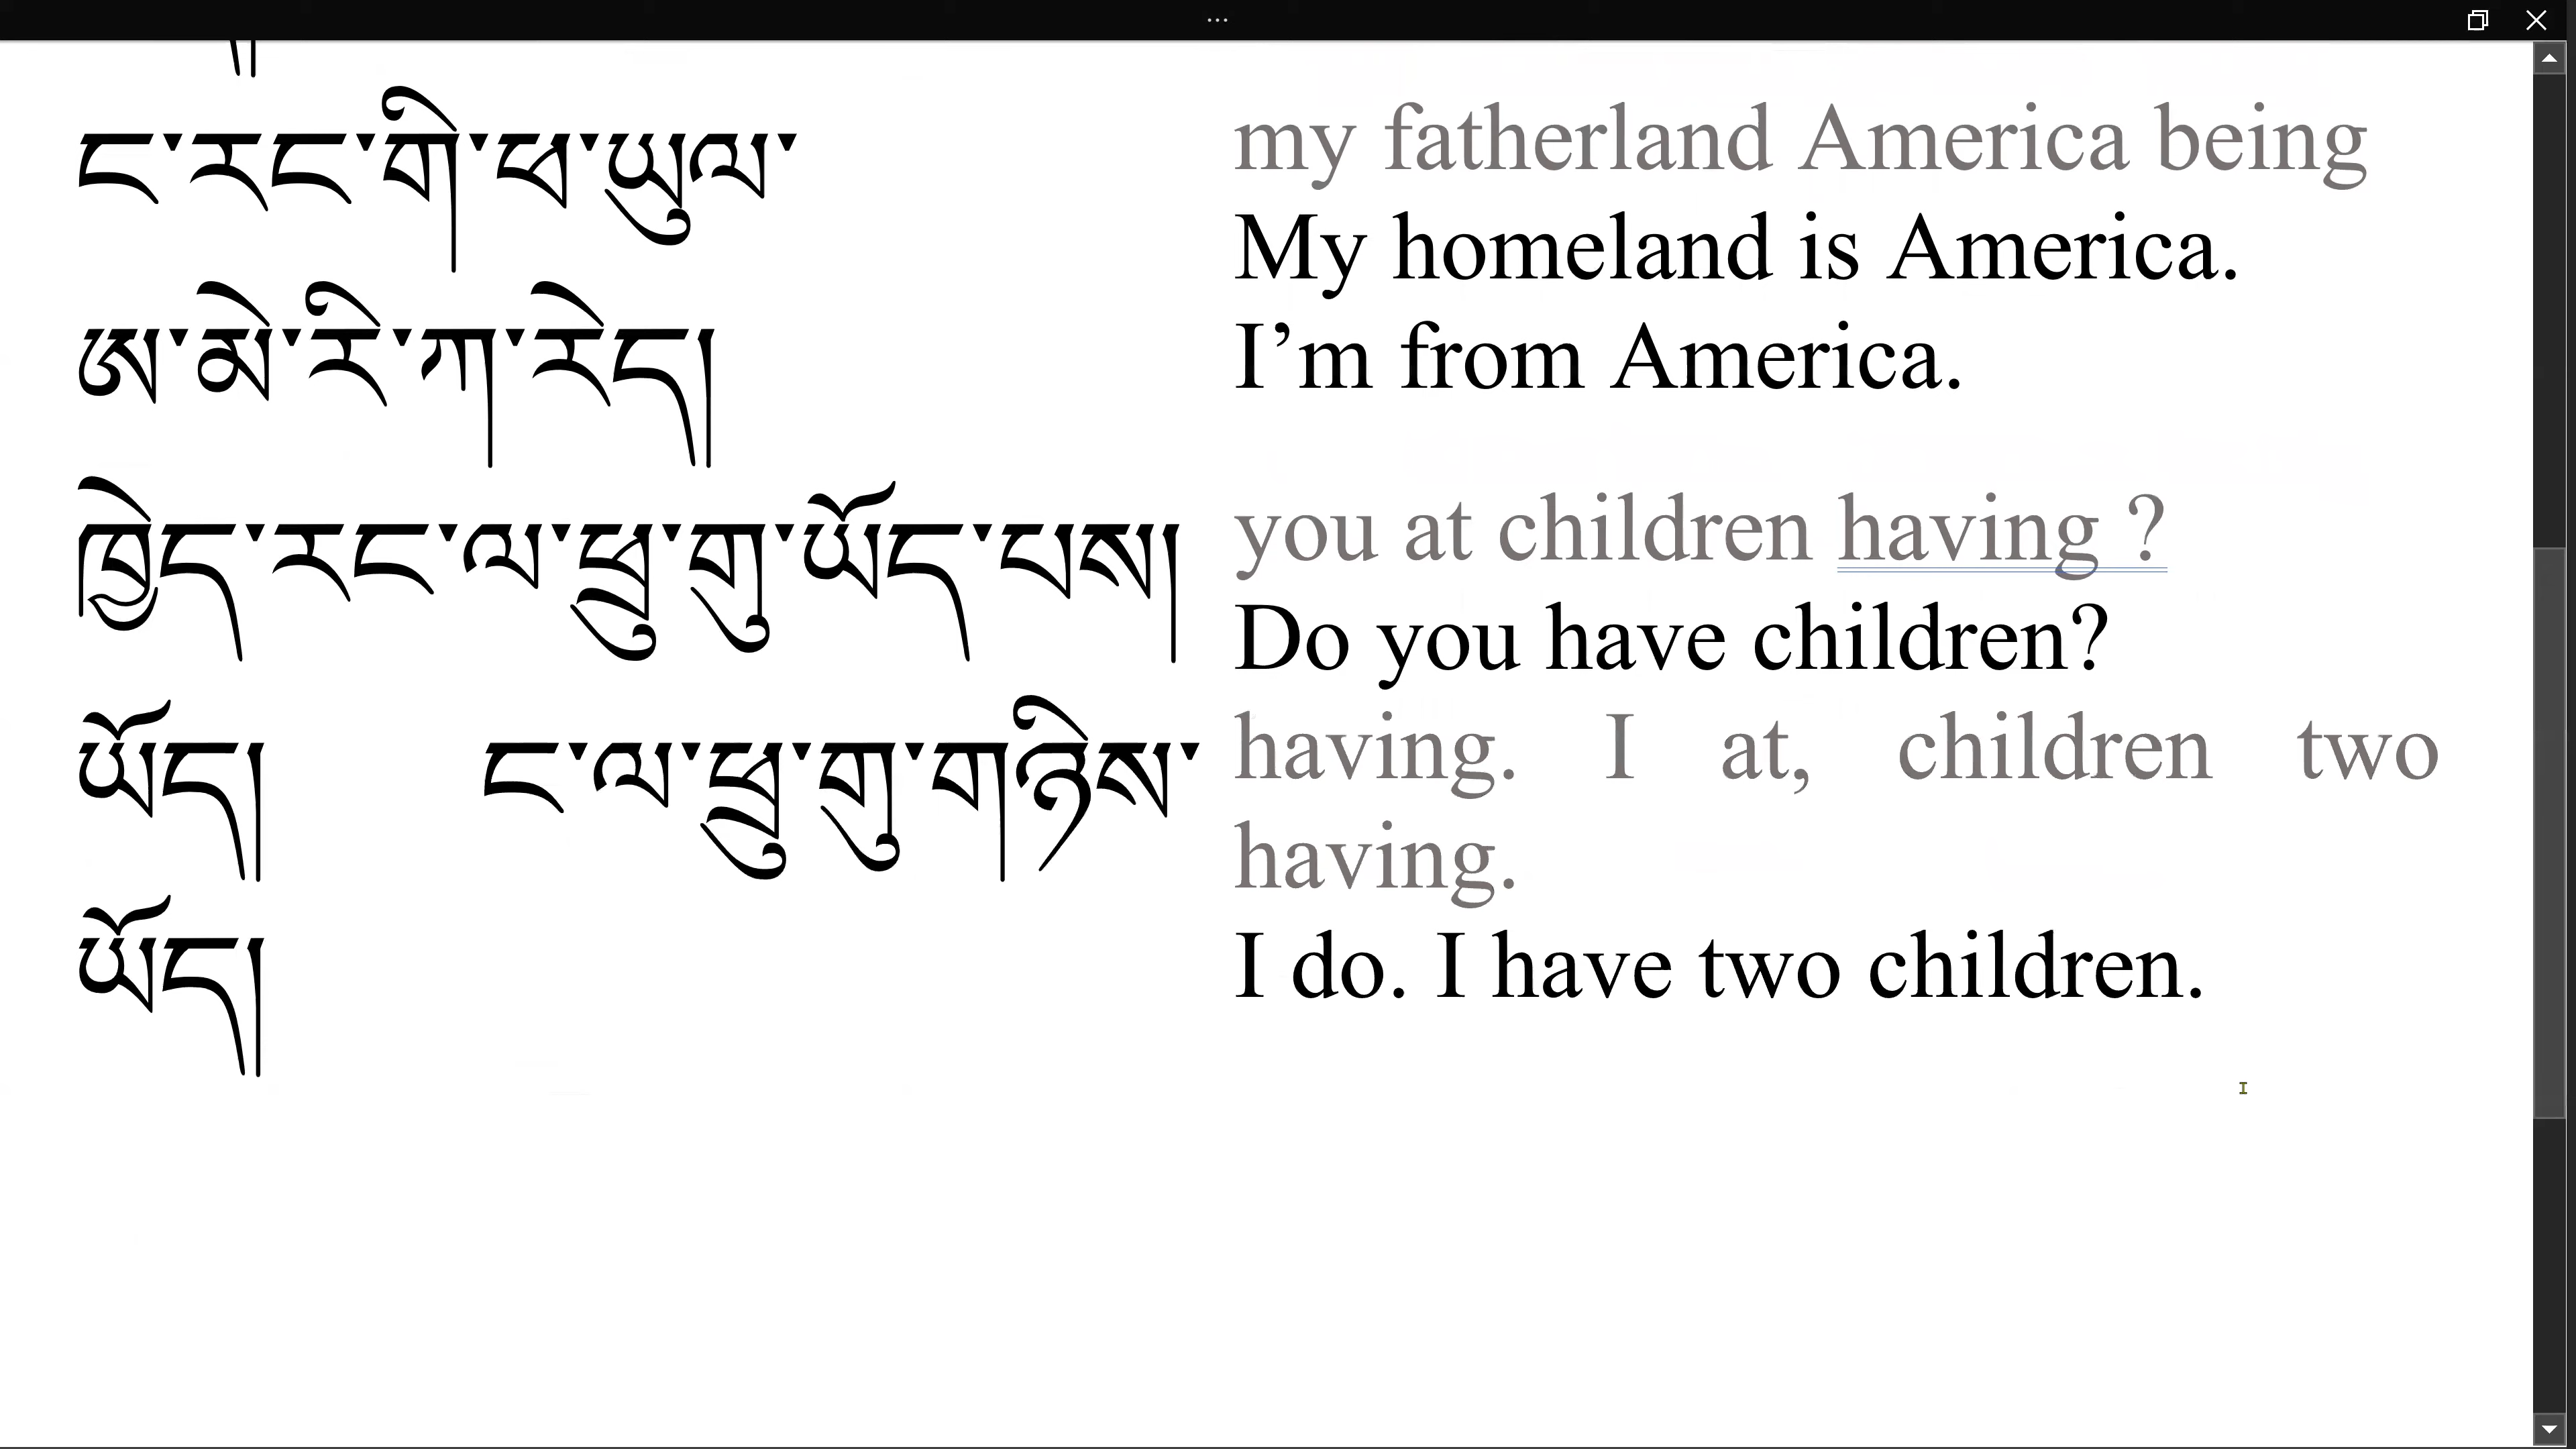 ང་རང་གི་ཕ་ཡུལ་
ཨ་མེ་རི་ཀ་རེད།
ཁྱེད་རང་ལ་ཕྲུ་གུ་ཡོད་པས།
ཡོད། ང་ལ་ཕྲུ་གུ་གཉིས་
ཡོད།
my fatherland America being
My homeland is America.
I’m from America.
you at children having ?
Do you have children?
having. I at, children two
having.
I do. I have two children.